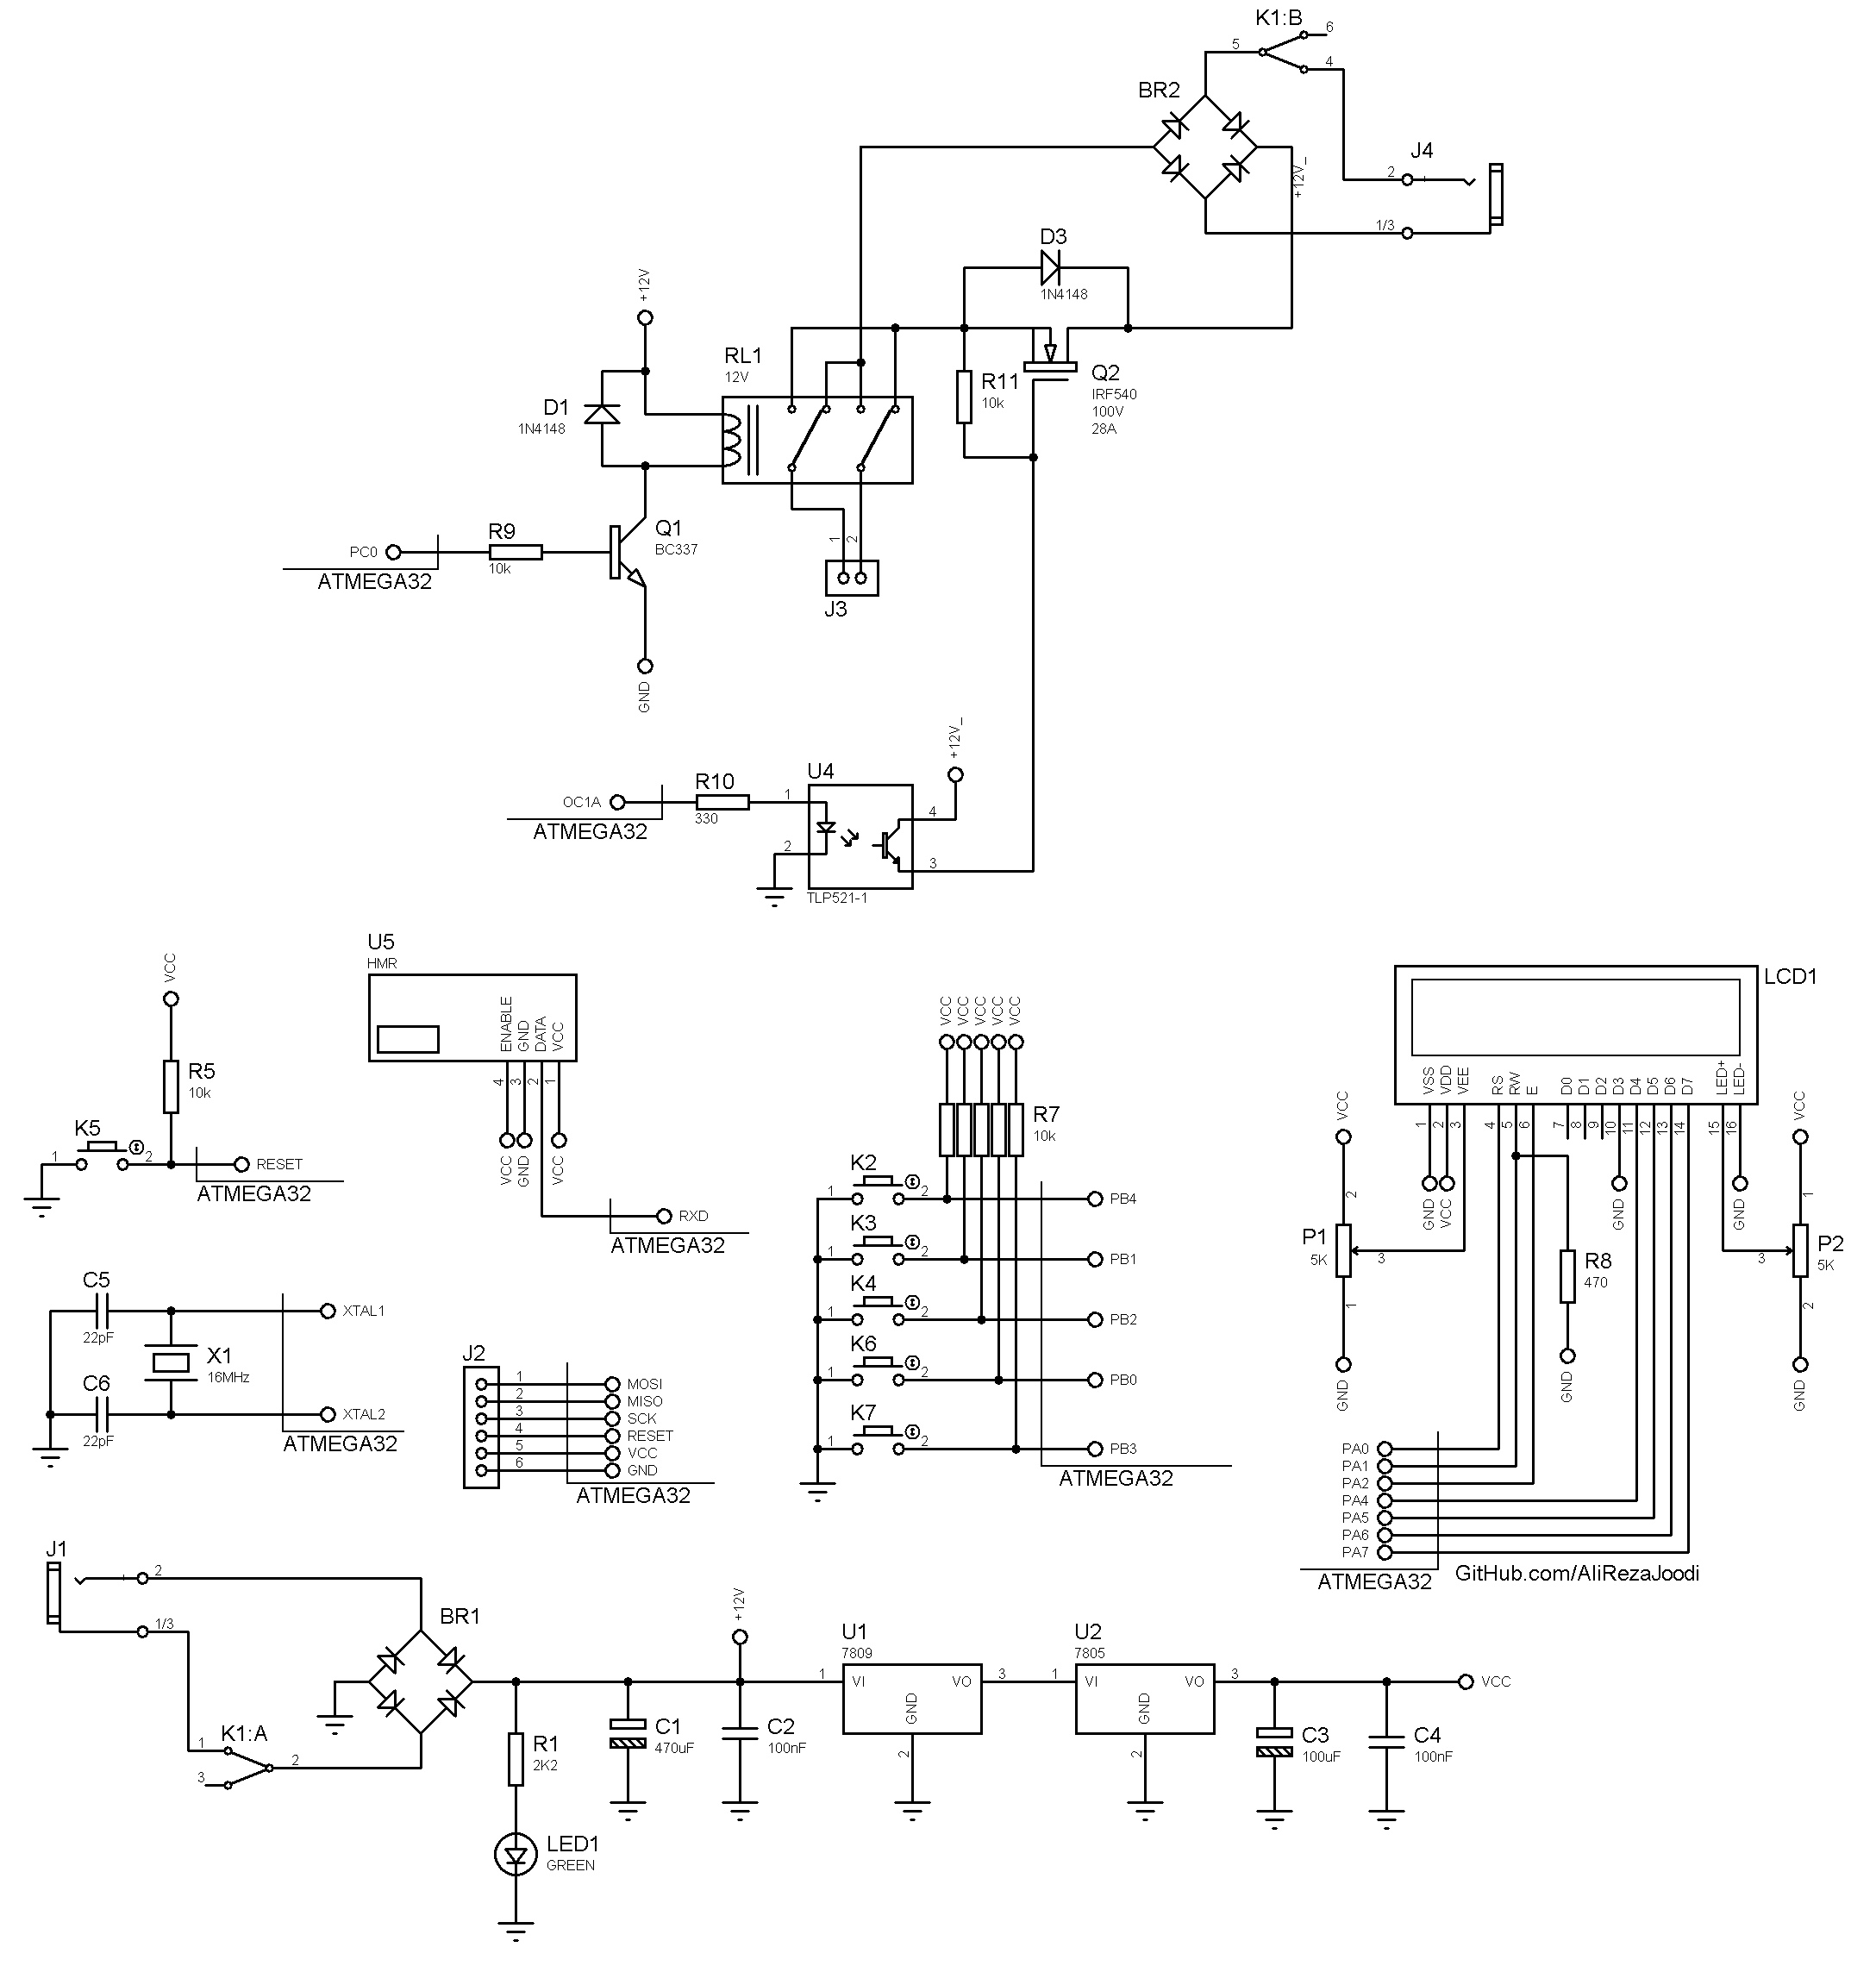 K1:B
6
5
4
BR2
J4
2
+12V_
1/3
D3
1N4148
+12V
RL1
12V
D1
1N4148
R11
10k
Q2
IRF540
100V
28A
R9
10k
Q1
BC337
PC0
ATMEGA32
1
2
J3
GND
+12V_
U4
R10
330
OC1A
ATMEGA32
1
2
4
3
TLP521-1
VCC
R5
10k
K5
1
2
RESET
ATMEGA32
U5
HMR
ENABLE
GND
DATA
VCC
4
3
2
1
VCC
GND
VCC
RXD
ATMEGA32
VCC
VCC
VCC
VCC
VCC
R7
10k
K2
1
2
PB4
K3
1
2
PB1
K4
1
2
PB2
K6
1
2
PB0
K7
1
2
PB3
ATMEGA32
LCD1
VSS
VDD
VEE
RS
RW
E
D0
D1
D2
D3
D4
D5
D6
D7
LED+
LED-
1
2
3
4
5
6
7
8
9
10
11
12
13
14
15
16
VCC
2
P1
5K
3
1
GND
GND
VCC
GND
GND
R8
470
GND
VCC
1
P2
5K
3
2
GND
PA0
PA1
PA2
PA4
PA5
PA6
PA7
ATMEGA32
GitHub.com/AliRezaJoodi
C5
22pF
X1
16MHz
C6
22pF
XTAL1
XTAL2
ATMEGA32
J2
1 MOSI
2 MISO
3 SCK
4 RESET
5 VCC
6 GND
ATMEGA32
J1
2
1/3
BR1
K1:A
1
3
2
R1
2K2
LED1
GREEN
C1
470uF
+12V
C2
100nF
U1
7809
1
VI
VO
GND
3
2
U2
7805
1
VI
VO
GND
3
2
C3
100uF
C4
100nF
VCC